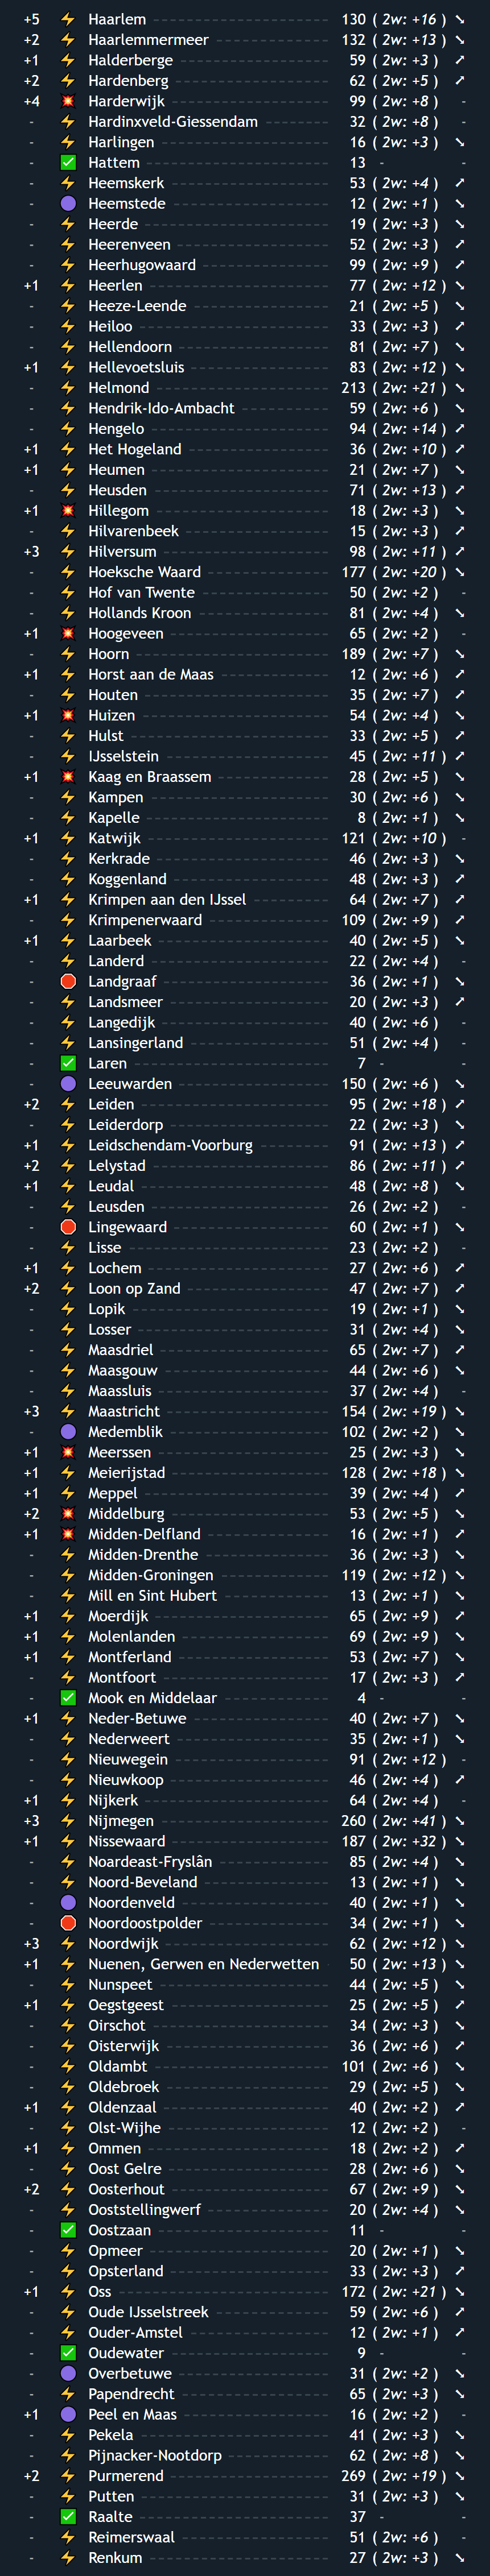 +5 ⚡ Haarlem 130 ( 2w: +16 ) ➘
+2 ⚡ Haarlemmermeer 132 ( 2w: +13 ) ➘
+1 ⚡ Halderberge 59 ( 2w: +3 ) ➚
+2 ⚡ Hardenberg 62 ( 2w: +5 ) ➚
+4 💥 Harderwijk 99 ( 2w: +8 ) -
- ⚡ Hardinxveld-Giessendam 32 ( 2w: +8 ) -
- ⚡ Harlingen 16 ( 2w: +3 ) ➘
- ✅ Hattem 13 - -
- ⚡ Heemskerk 53 ( 2w: +4 ) ➚
- 🟣 Heemstede 12 ( 2w: +1 ) ➘
- ⚡ Heerde 19 ( 2w: +3 ) ➘
- ⚡ Heerenveen 52 ( 2w: +3 ) ➚
- ⚡ Heerhugowaard 99 ( 2w: +9 ) ➚
+1 ⚡ Heerlen 77 ( 2w: +12 ) ➘
- ⚡ Heeze-Leende 21 ( 2w: +5 ) ➘
- ⚡ Heiloo 33 ( 2w: +3 ) ➚
- ⚡ Hellendoorn 81 ( 2w: +7 ) ➘
+1 ⚡ Hellevoetsluis 83 ( 2w: +12 ) ➘
- ⚡ Helmond 213 ( 2w: +21 ) ➘
- ⚡ Hendrik-Ido-Ambacht 59 ( 2w: +6 ) ➘
- ⚡ Hengelo 94 ( 2w: +14 ) ➚
+1 ⚡ Het Hogeland 36 ( 2w: +10 ) ➚
+1 ⚡ Heumen 21 ( 2w: +7 ) ➘
- ⚡ Heusden 71 ( 2w: +13 ) ➚
+1 💥 Hillegom 18 ( 2w: +3 ) ➘
- ⚡ Hilvarenbeek 15 ( 2w: +3 ) ➚
+3 ⚡ Hilversum 98 ( 2w: +11 ) ➚
- ⚡ Hoeksche Waard 177 ( 2w: +20 ) ➘
- ⚡ Hof van Twente 50 ( 2w: +2 ) -
- ⚡ Hollands Kroon 81 ( 2w: +4 ) ➘
+1 💥 Hoogeveen 65 ( 2w: +2 ) -
- ⚡ Hoorn 189 ( 2w: +7 ) ➘
+1 ⚡ Horst aan de Maas 12 ( 2w: +6 ) ➚
- ⚡ Houten 35 ( 2w: +7 ) ➚
+1 💥 Huizen 54 ( 2w: +4 ) ➘
- ⚡ Hulst 33 ( 2w: +5 ) ➚
- ⚡ IJsselstein 45 ( 2w: +11 ) ➚
+1 💥 Kaag en Braassem 28 ( 2w: +5 ) ➘
- ⚡ Kampen 30 ( 2w: +6 ) ➘
- ⚡ Kapelle 8 ( 2w: +1 ) ➘
+1 ⚡ Katwijk 121 ( 2w: +10 ) -
- ⚡ Kerkrade 46 ( 2w: +3 ) ➘
- ⚡ Koggenland 48 ( 2w: +3 ) ➚
+1 ⚡ Krimpen aan den IJssel 64 ( 2w: +7 ) ➚
- ⚡ Krimpenerwaard 109 ( 2w: +9 ) ➚
+1 ⚡ Laarbeek 40 ( 2w: +5 ) ➘
- ⚡ Landerd 22 ( 2w: +4 ) -
- 🛑 Landgraaf 36 ( 2w: +1 ) ➘
- ⚡ Landsmeer 20 ( 2w: +3 ) ➚
- ⚡ Langedijk 40 ( 2w: +6 ) -
- ⚡ Lansingerland 51 ( 2w: +4 ) -
- ✅ Laren 7 - -
- 🟣 Leeuwarden 150 ( 2w: +6 ) ➘
+2 ⚡ Leiden 95 ( 2w: +18 ) ➚
- ⚡ Leiderdorp 22 ( 2w: +3 ) ➘
+1 ⚡ Leidschendam-Voorburg 91 ( 2w: +13 ) ➚
+2 ⚡ Lelystad 86 ( 2w: +11 ) ➚
+1 ⚡ Leudal 48 ( 2w: +8 ) ➘
- ⚡ Leusden 26 ( 2w: +2 ) -
- 🛑 Lingewaard 60 ( 2w: +1 ) ➘
- ⚡ Lisse 23 ( 2w: +2 ) -
+1 ⚡ Lochem 27 ( 2w: +6 ) ➚
+2 ⚡ Loon op Zand 47 ( 2w: +7 ) ➚
- ⚡ Lopik 19 ( 2w: +1 ) ➘
- ⚡ Losser 31 ( 2w: +4 ) ➘
- ⚡ Maasdriel 65 ( 2w: +7 ) ➚
- ⚡ Maasgouw 44 ( 2w: +6 ) ➘
- ⚡ Maassluis 37 ( 2w: +4 ) -
+3 ⚡ Maastricht 154 ( 2w: +19 ) ➘
- 🟣 Medemblik 102 ( 2w: +2 ) ➘
+1 💥 Meerssen 25 ( 2w: +3 ) ➘
+1 ⚡ Meierijstad 128 ( 2w: +18 ) ➘
+1 ⚡ Meppel 39 ( 2w: +4 ) ➚
+2 💥 Middelburg 53 ( 2w: +5 ) ➘
+1 💥 Midden-Delfland 16 ( 2w: +1 ) ➚
- ⚡ Midden-Drenthe 36 ( 2w: +3 ) ➘
- ⚡ Midden-Groningen 119 ( 2w: +12 ) ➘
- ⚡ Mill en Sint Hubert 13 ( 2w: +1 ) ➘
+1 ⚡ Moerdijk 65 ( 2w: +9 ) ➚
+1 ⚡ Molenlanden 69 ( 2w: +9 ) ➘
+1 ⚡ Montferland 53 ( 2w: +7 ) ➘
- ⚡ Montfoort 17 ( 2w: +3 ) ➚
- ✅ Mook en Middelaar 4 - -
+1 ⚡ Neder-Betuwe 40 ( 2w: +7 ) ➘
- ⚡ Nederweert 35 ( 2w: +1 ) ➘
- ⚡ Nieuwegein 91 ( 2w: +12 ) -
- ⚡ Nieuwkoop 46 ( 2w: +4 ) ➚
+1 ⚡ Nijkerk 64 ( 2w: +4 ) -
+3 ⚡ Nijmegen 260 ( 2w: +41 ) ➘
+1 ⚡ Nissewaard 187 ( 2w: +32 ) ➘
- ⚡ Noardeast-Fryslân 85 ( 2w: +4 ) ➘
- ⚡ Noord-Beveland 13 ( 2w: +1 ) ➘
- 🟣 Noordenveld 40 ( 2w: +1 ) ➘
- 🛑 Noordoostpolder 34 ( 2w: +1 ) ➘
+3 ⚡ Noordwijk 62 ( 2w: +12 ) ➘
+1 ⚡ Nuenen, Gerwen en Nederwetten 50 ( 2w: +13 ) ➘
- ⚡ Nunspeet 44 ( 2w: +5 ) ➘
+1 ⚡ Oegstgeest 25 ( 2w: +5 ) ➚
- ⚡ Oirschot 34 ( 2w: +3 ) ➘
- ⚡ Oisterwijk 36 ( 2w: +6 ) ➚
- ⚡ Oldambt 101 ( 2w: +6 ) ➘
- ⚡ Oldebroek 29 ( 2w: +5 ) ➘
+1 ⚡ Oldenzaal 40 ( 2w: +2 ) ➚
- ⚡ Olst-Wijhe 12 ( 2w: +2 ) -
+1 ⚡ Ommen 18 ( 2w: +2 ) ➚
- ⚡ Oost Gelre 28 ( 2w: +6 ) ➘
+2 ⚡ Oosterhout 67 ( 2w: +9 ) ➘
- ⚡ Ooststellingwerf 20 ( 2w: +4 ) ➘
- ✅ Oostzaan 11 - -
- ⚡ Opmeer 20 ( 2w: +1 ) ➘
- ⚡ Opsterland 33 ( 2w: +3 ) ➚
+1 ⚡ Oss 172 ( 2w: +21 ) ➘
- ⚡ Oude IJsselstreek 59 ( 2w: +6 ) ➚
- ⚡ Ouder-Amstel 12 ( 2w: +1 ) ➚
- ✅ Oudewater 9 - -
- 🟣 Overbetuwe 31 ( 2w: +2 ) ➘
- ⚡ Papendrecht 65 ( 2w: +3 ) ➘
+1 🟣 Peel en Maas 16 ( 2w: +2 ) -
- ⚡ Pekela 41 ( 2w: +3 ) ➘
- ⚡ Pijnacker-Nootdorp 62 ( 2w: +8 ) ➘
+2 ⚡ Purmerend 269 ( 2w: +19 ) ➘
- ⚡ Putten 31 ( 2w: +3 ) ➘
- ✅ Raalte 37 - -
- ⚡ Reimerswaal 51 ( 2w: +6 ) -
- ⚡ Renkum 27 ( 2w: +3 ) ➘